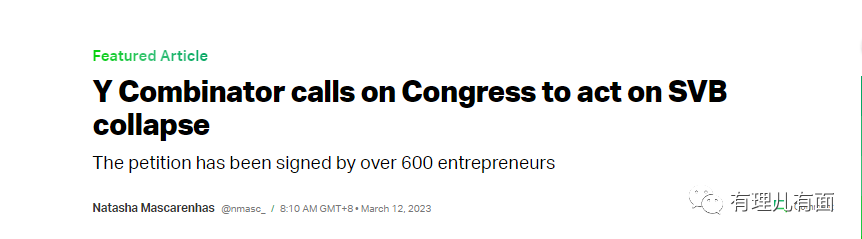 Featured Article
Y Combinator calls on Congress to act on SVB
collapse
The petition has been signed by over 600 entrepreneurs
Natasha Mascarenhas @nmasc_ / 8:10 AM GMT+8 • March 12, 2023
有理儿有面